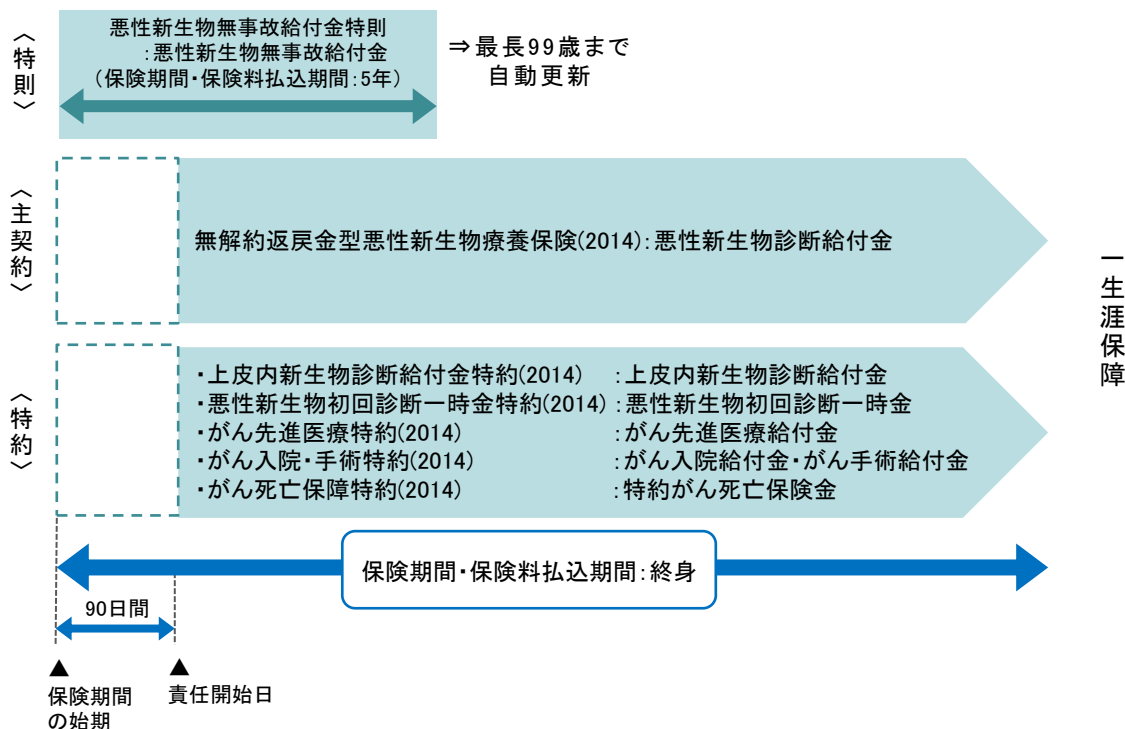 〈特則〉
悪性新生物無事故給付金特則
:悪性新生物無事故給付金
(保険期間・保険料払込期間:5年)
⇒最長99歳まで
自動更新
〈主契約〉
無解約返戻金型悪性新生物療養保険(2014):悪性新生物診断給付金
一生涯保障
〈特約〉
・上皮内新生物診断給付金特約(2014) :上皮内新生物診断給付金
・悪性新生物初回診断一時金特約(2014):悪性新生物初回診断一時金
・がん先進医療特約(2014) :がん先進医療給付金
・がん入院・手術特約(2014) :がん入院給付金・がん手術給付金
・がん死亡保障特約(2014) :特約がん死亡保険金
保険期間・保険料払込期間:終身
90日間
▲ ▲
保険期間 責任開始日
の始期